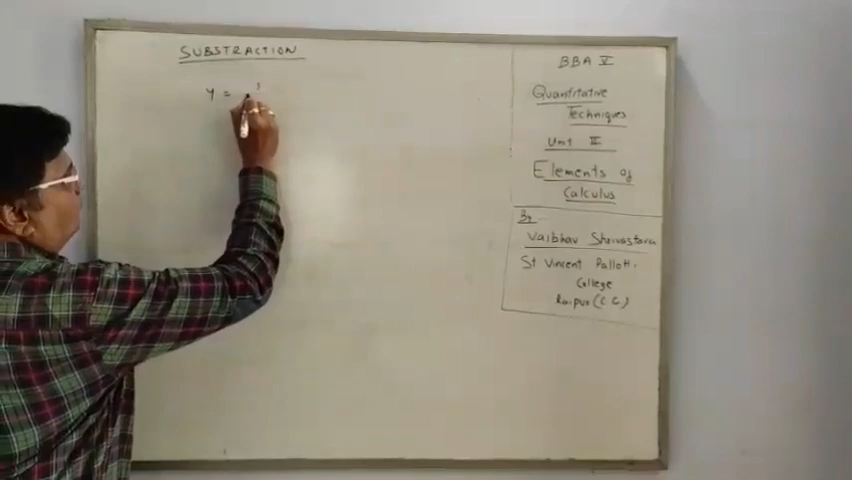 SUBSTRACTION
y =
BBA V
Quantitative
Techniques
Unit II
Elements of
Calculus
By
Vaibhav Shrivastava
St Vincent Pallotti
College
Raipur (C G)